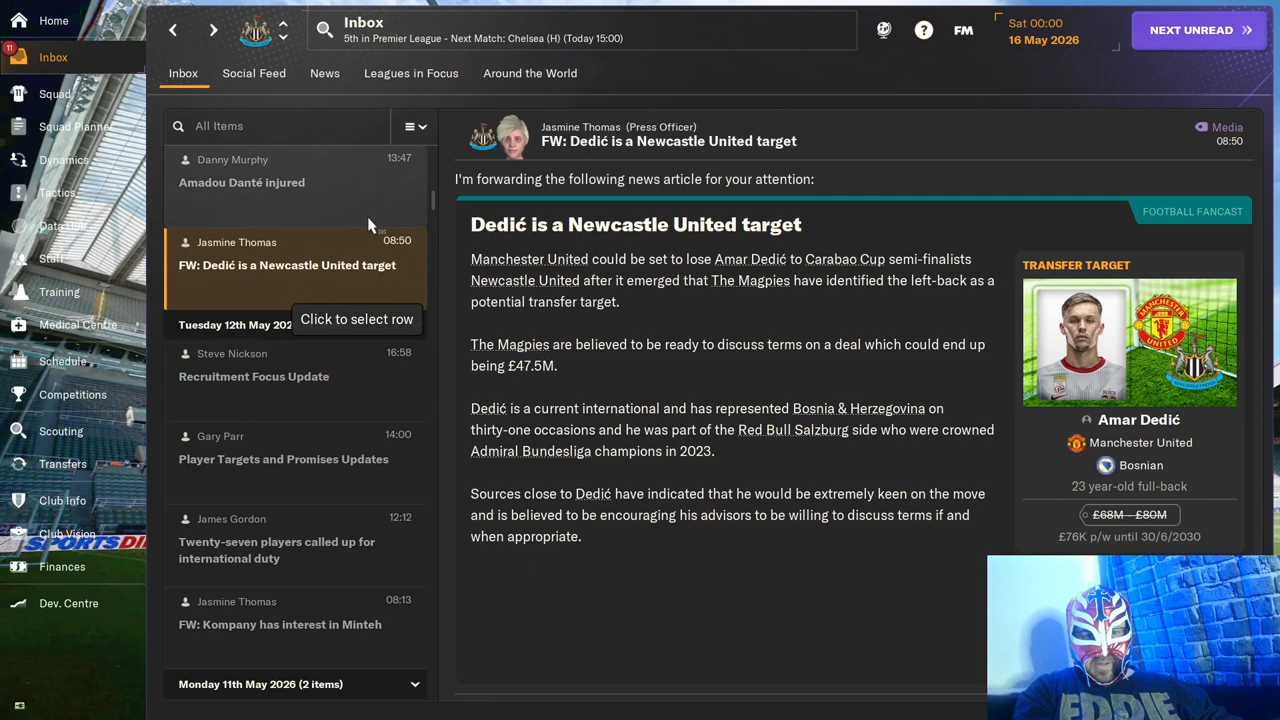 Home
11
Inbox
Squad
Squad Planner
Dynamics
Tactics
Data Hub
Staff
Training
Medical Centre
Schedule
Competitions
Scouting
Transfers
Club Info
Club Vision
SPORTS DI
Finances
Dev. Centre
Inbox
5th in Premier League - Next Match: Chelsea (H) (Today 15:00)
FM
Sat 00:00
16 May 2026
NEXT UNREAD
Inbox Social Feed News Leagues in Focus Around the World
All Items
Danny Murphy 13:47
Amadou Danté injured
Jasmine Thomas 08:50
FW: Dedić is a Newcastle United target
Click to select row
Tuesday 12th May 202
Steve Nickson 16:58
Recruitment Focus Update
Gary Parr 14:00
Player Targets and Promises Updates
James Gordon 12:12
Twenty-seven players called up for
international duty
Jasmine Thomas 08:13
FW: Kompany has interest in Minteh
Monday 11th May 2026 (2 items)
Jasmine Thomas (Press Officer)
FW: Dedić is a Newcastle United target
Media
08:50
I'm forwarding the following news article for your attention:
FOOTBALL FANCAST
Dedić is a Newcastle United target
Manchester United could be set to lose Amar Dedić to Carabao Cup semi-finalists
Newcastle United after it emerged that The Magpies have identified the left-back as a
potential transfer target.
The Magpies are believed to be ready to discuss terms on a deal which could end up
being £47.5M.
Dedić is a current international and has represented Bosnia & Herzegovina on
thirty-one occasions and he was part of the Red Bull Salzburg side who were crowned
Admiral Bundesliga champions in 2023.
Sources close to Dedić have indicated that he would be extremely keen on the move
and is believed to be encouraging his advisors to be willing to discuss terms if and
when appropriate.
TRANSFER TARGET
Amar Dedić
Manchester United
Bosnian
23 year-old full-back
£68M - £80M
£76K p/w until 30/6/2030
EDDIE